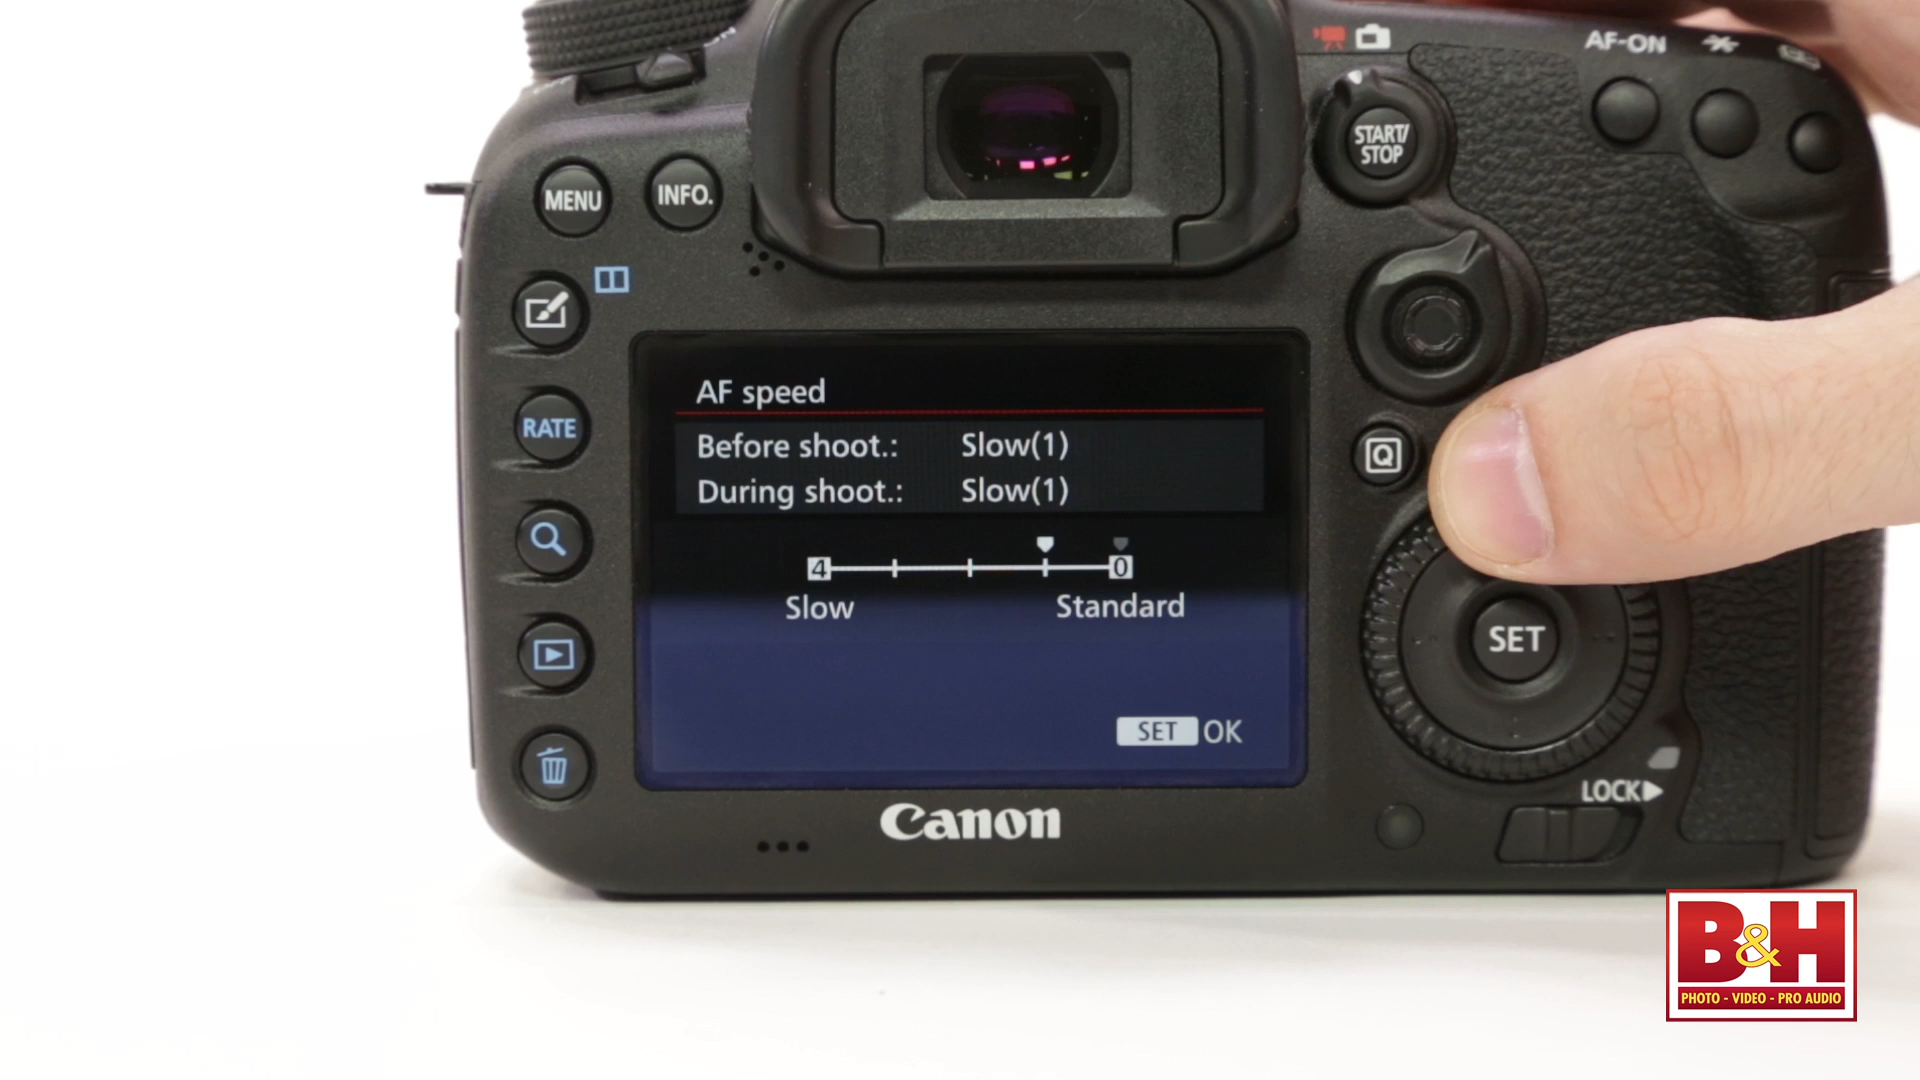 AF-ON
START/
STOP
MENU
INFO.
RATE
AF speed
Before shoot.: Slow(1)
During shoot.: Slow(1)
4 0
Slow Standard
SET OK
Q
SET
LOCK
Canon
B&H
PHOTO - VIDEO - PRO AUDIO